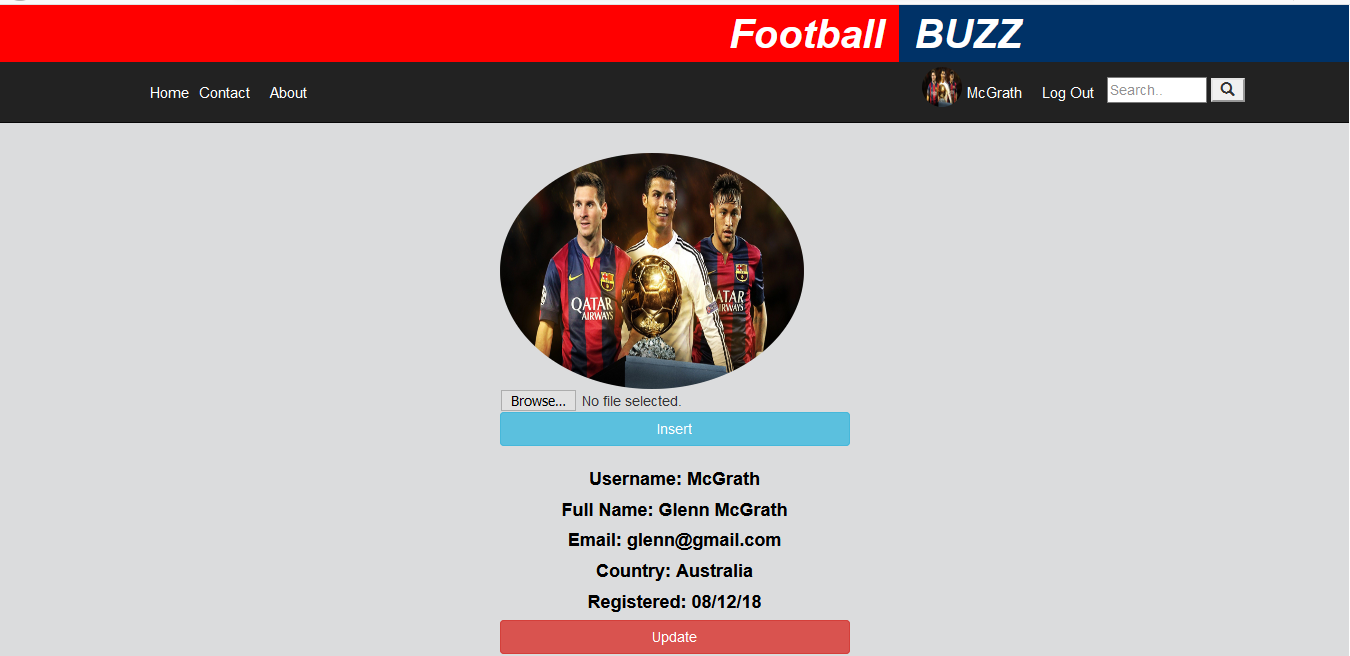 Football BUZZ
Home Contact About McGrath Log Out Search..
QATAR AIRWAYS
QATAR AIRWAYS
Browse... No file selected.
Insert
Username: McGrath
Full Name: Glenn McGrath
Email: glenn@gmail.com
Country: Australia
Registered: 08/12/18
Update